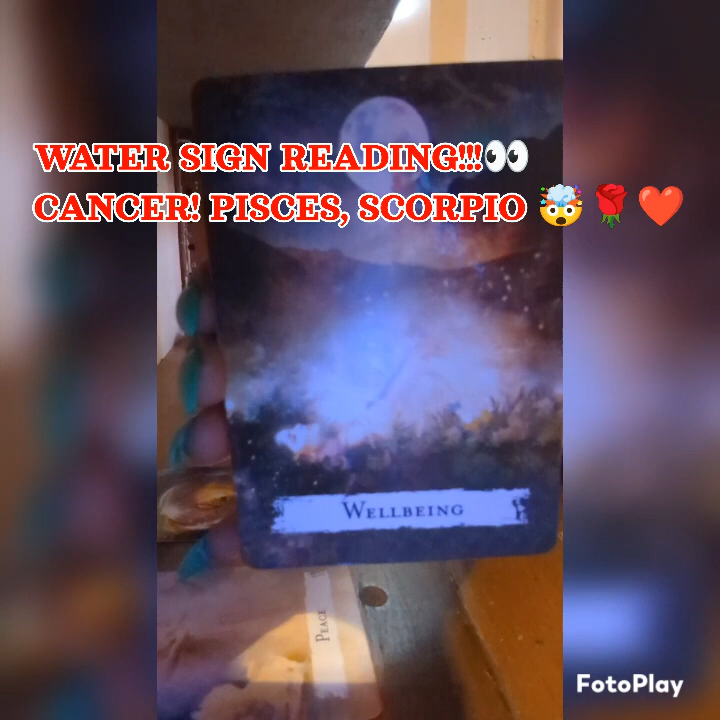 WATER SIGN READING!!!👀
CANCER! PISCES, SCORPIO 🤯🌹❤️
WELLBEING
PEACE
FotoPlay